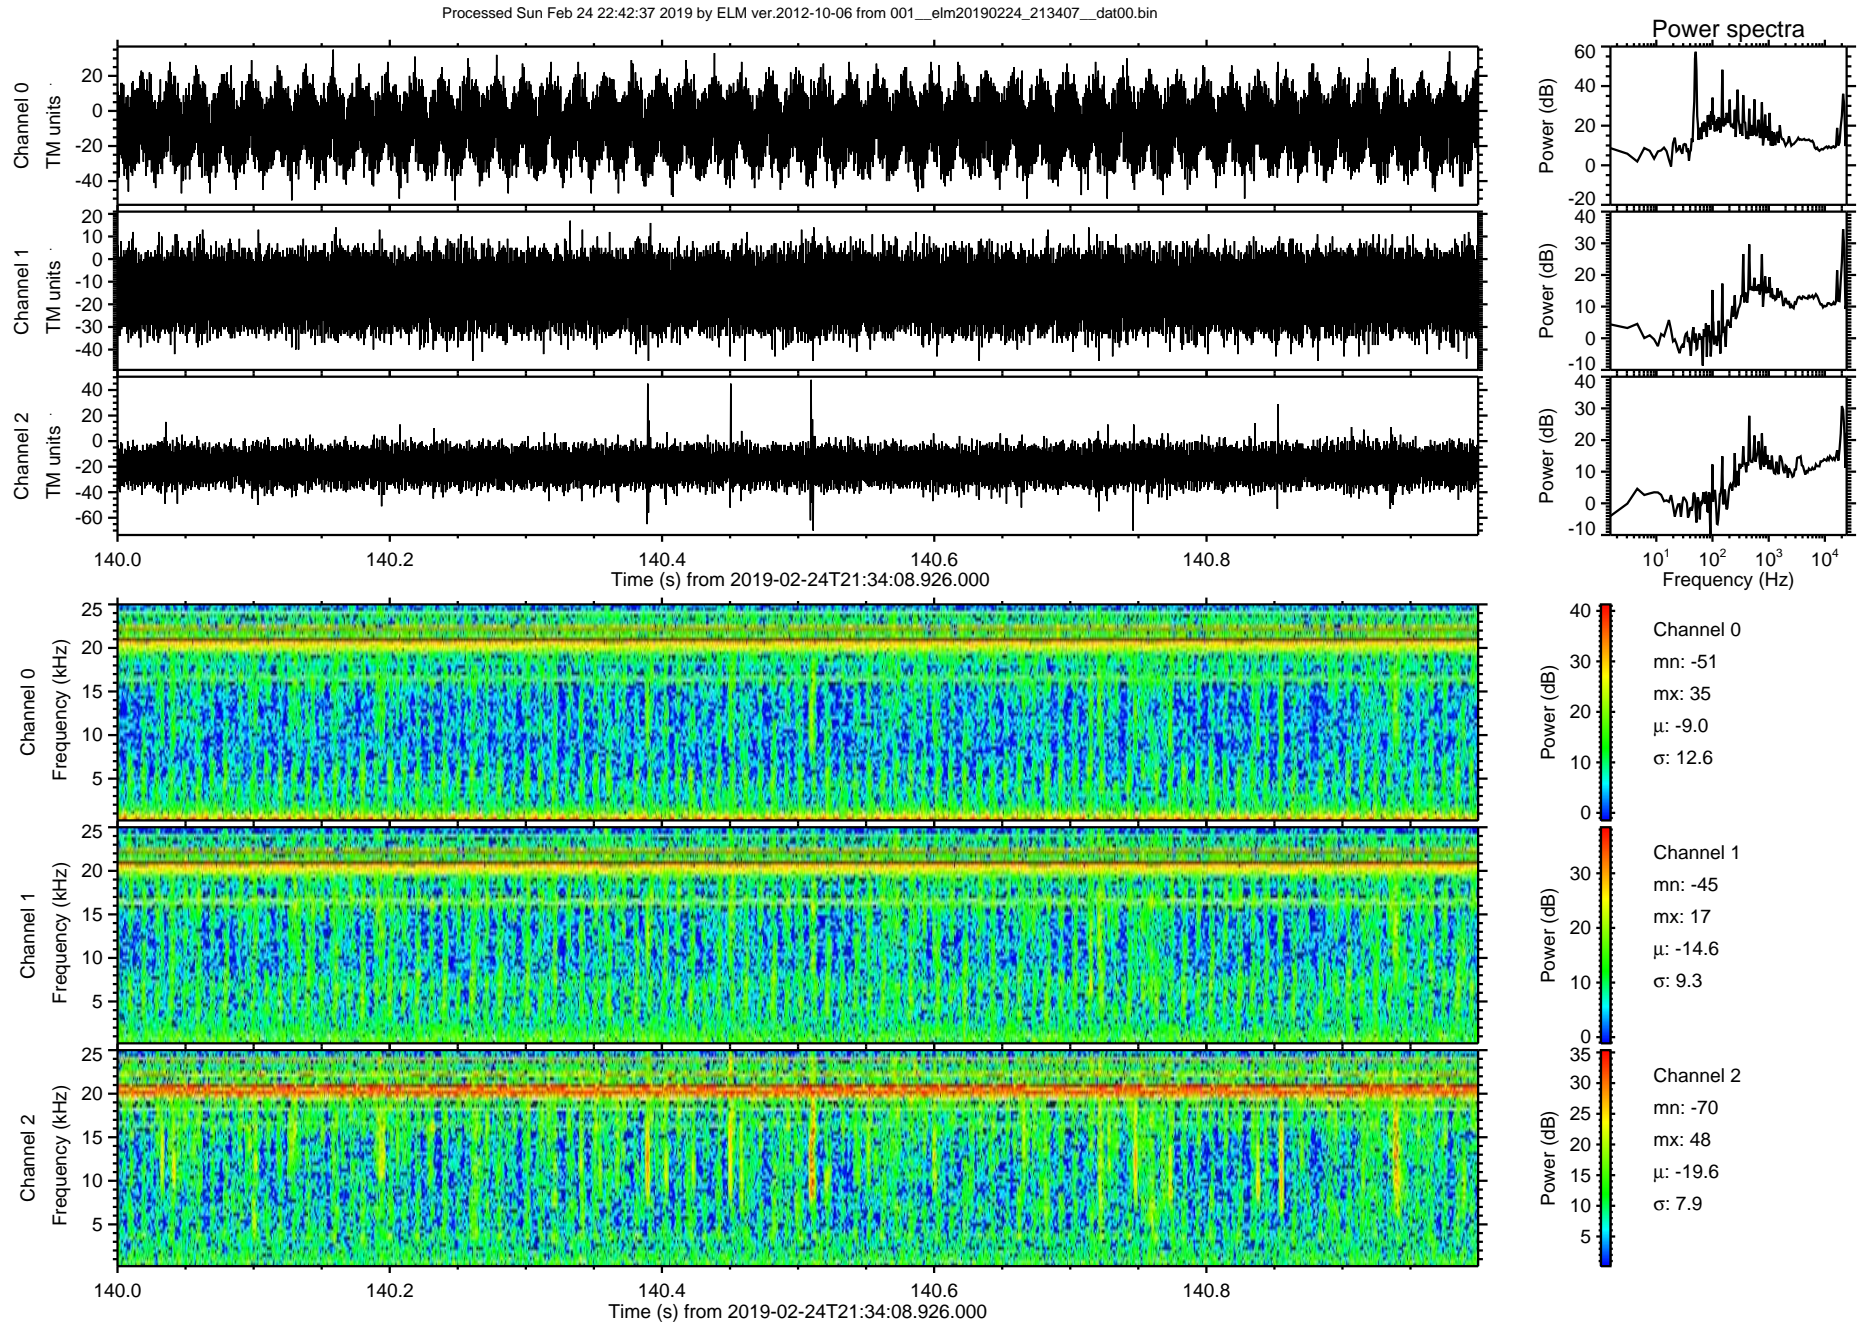 Processed Sun Feb 24 22:42:37 2019 by ELM ver.2012-10-06 from 001__elm20190224_213407__dat00.bin
Power spectra
Channel 0
TM units
20
0
-20
-40
Power (dB)
60
40
20
0
-20
Channel 1
TM units
20
10
0
-10
-20
-30
-40
Power (dB)
40
30
20
10
0
-10
Channel 2
TM units
40
20
0
-20
-40
-60
Power (dB)
40
30
20
10
0
-10
140.0 140.2 140.4 140.6 140.8
Time (s) from 2019-02-24T21:34:08.926.000
10¹ 10² 10³ 10⁴
Frequency (Hz)
Channel 0
Frequency (kHz)
25
20
15
10
5
Power (dB)
40
30
20
10
0
Channel 0
mn: -51
mx: 35
μ: -9.0
σ: 12.6
Channel 1
Frequency (kHz)
25
20
15
10
5
Power (dB)
30
20
10
0
Channel 1
mn: -45
mx: 17
μ: -14.6
σ: 9.3
Channel 2
Frequency (kHz)
25
20
15
10
5
Power (dB)
35
30
25
20
15
10
5
Channel 2
mn: -70
mx: 48
μ: -19.6
σ: 7.9
140.0 140.2 140.4 140.6 140.8
Time (s) from 2019-02-24T21:34:08.926.000